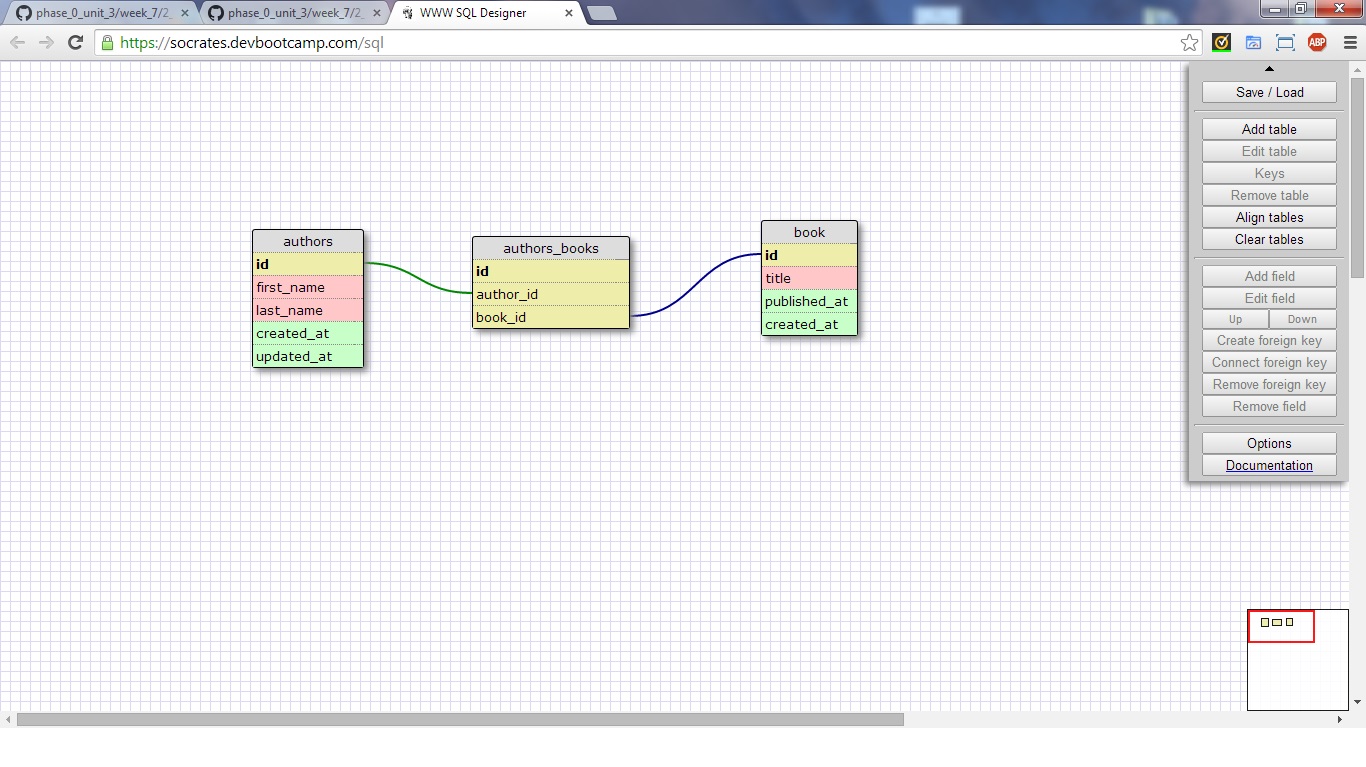 phase_0_unit_3/week_7/2_
phase_0_unit_3/week_7/2_
WWW SQL Designer
https://socrates.devbootcamp.com/sql
ABP
Save / Load
Add table
Edit table
Keys
Remove table
Align tables
Clear tables
Add field
Edit field
Up Down
Create foreign key
Connect foreign key
Remove foreign key
Remove field
Options
Documentation
authors
id
first_name
last_name
created_at
updated_at
authors_books
id
author_id
book_id
book
id
title
published_at
created_at